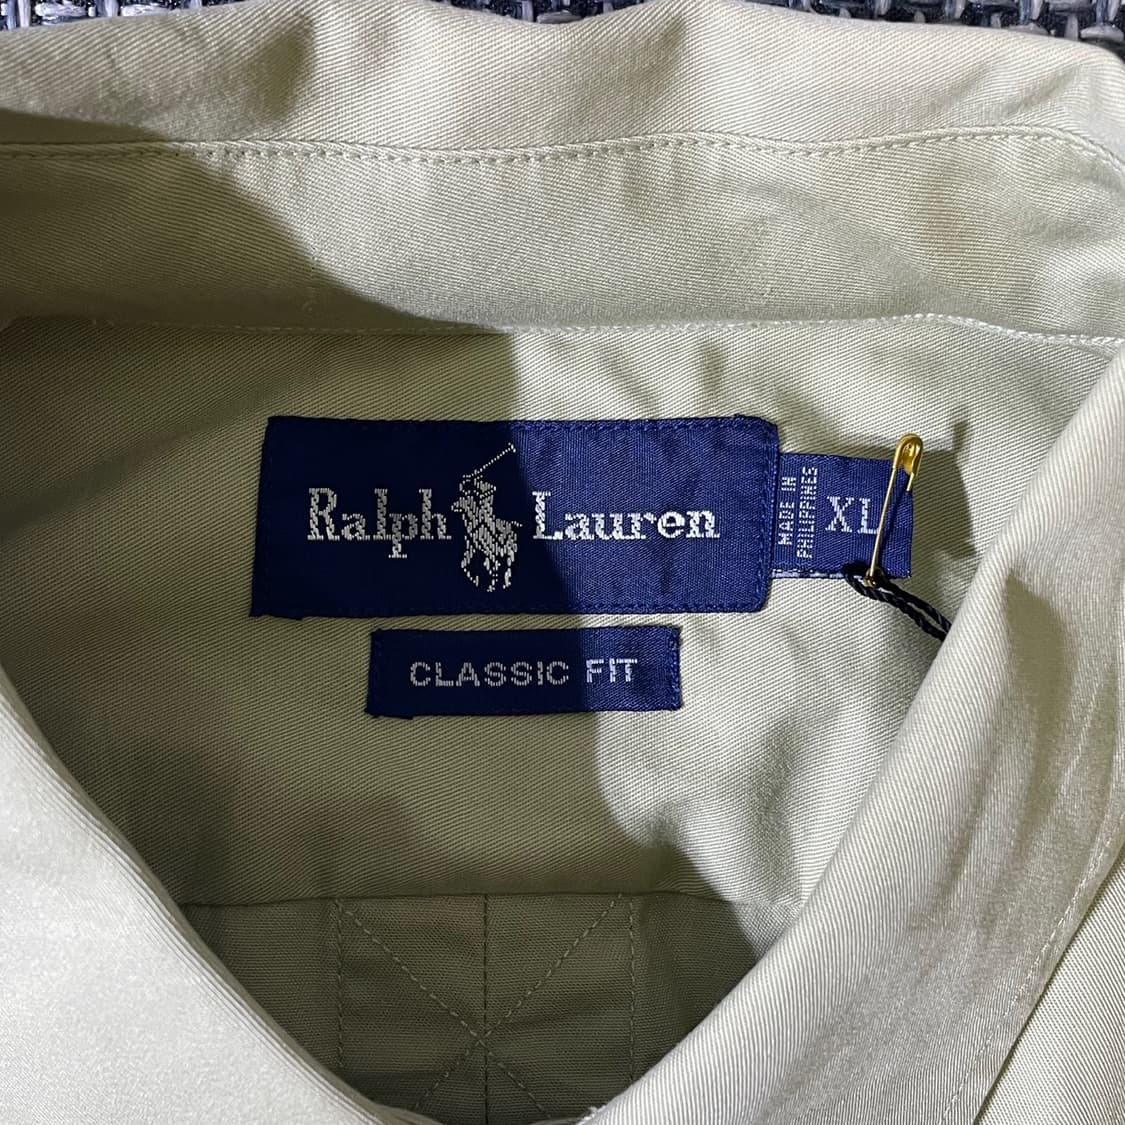 Ralph Lauren
MADE IN
PHILIPPINES
XL
CLASSIC FIT